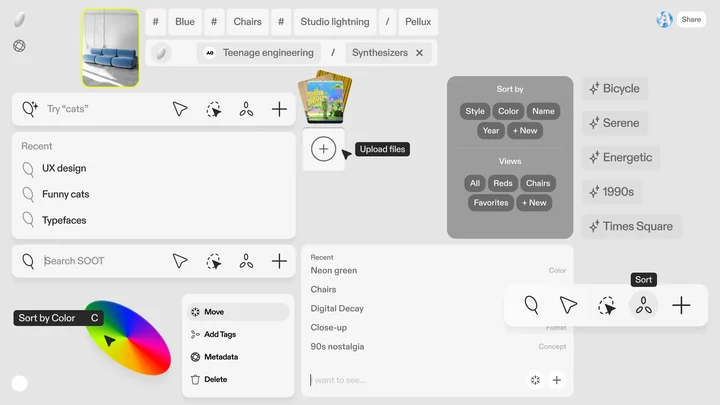 # Blue # Chairs # Studio lightning / Pellux
Share
AO Teenage engineering / Synthesizers ✕
Try “cats”
Recent
UX design
Funny cats
Typefaces
Search SOOT
Upload files
Sort by
Style Color Name
Year + New
Views
All Reds Chairs
Favorites + New
Bicycle
Serene
Energetic
1990s
Times Square
Sort by Color C
Move
Add Tags
Metadata
Delete
Recent
Neon green Color
Chairs
Digital Decay
Close-up Format
90s nostalgia Concept
I want to see...
Sort